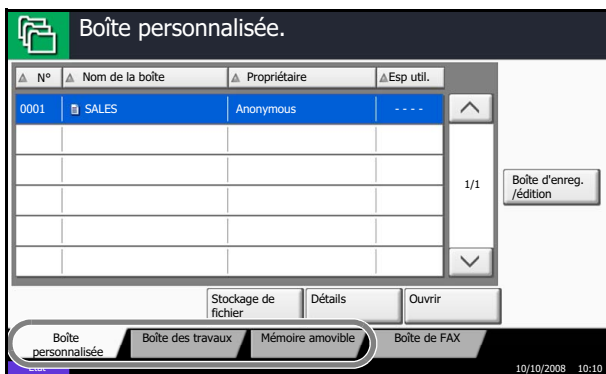 Boîte personnalisée.
N° Nom de la boîte Propriétaire Esp util.
0001 SALES Anonymous - - - -
1/1
Boîte d'enreg.
/édition
Stockage de
fichier
Détails
Ouvrir
Boîte
personnalisée
Boîte des travaux
Mémoire amovible
Boîte de FAX
État
10/10/2008 10:10